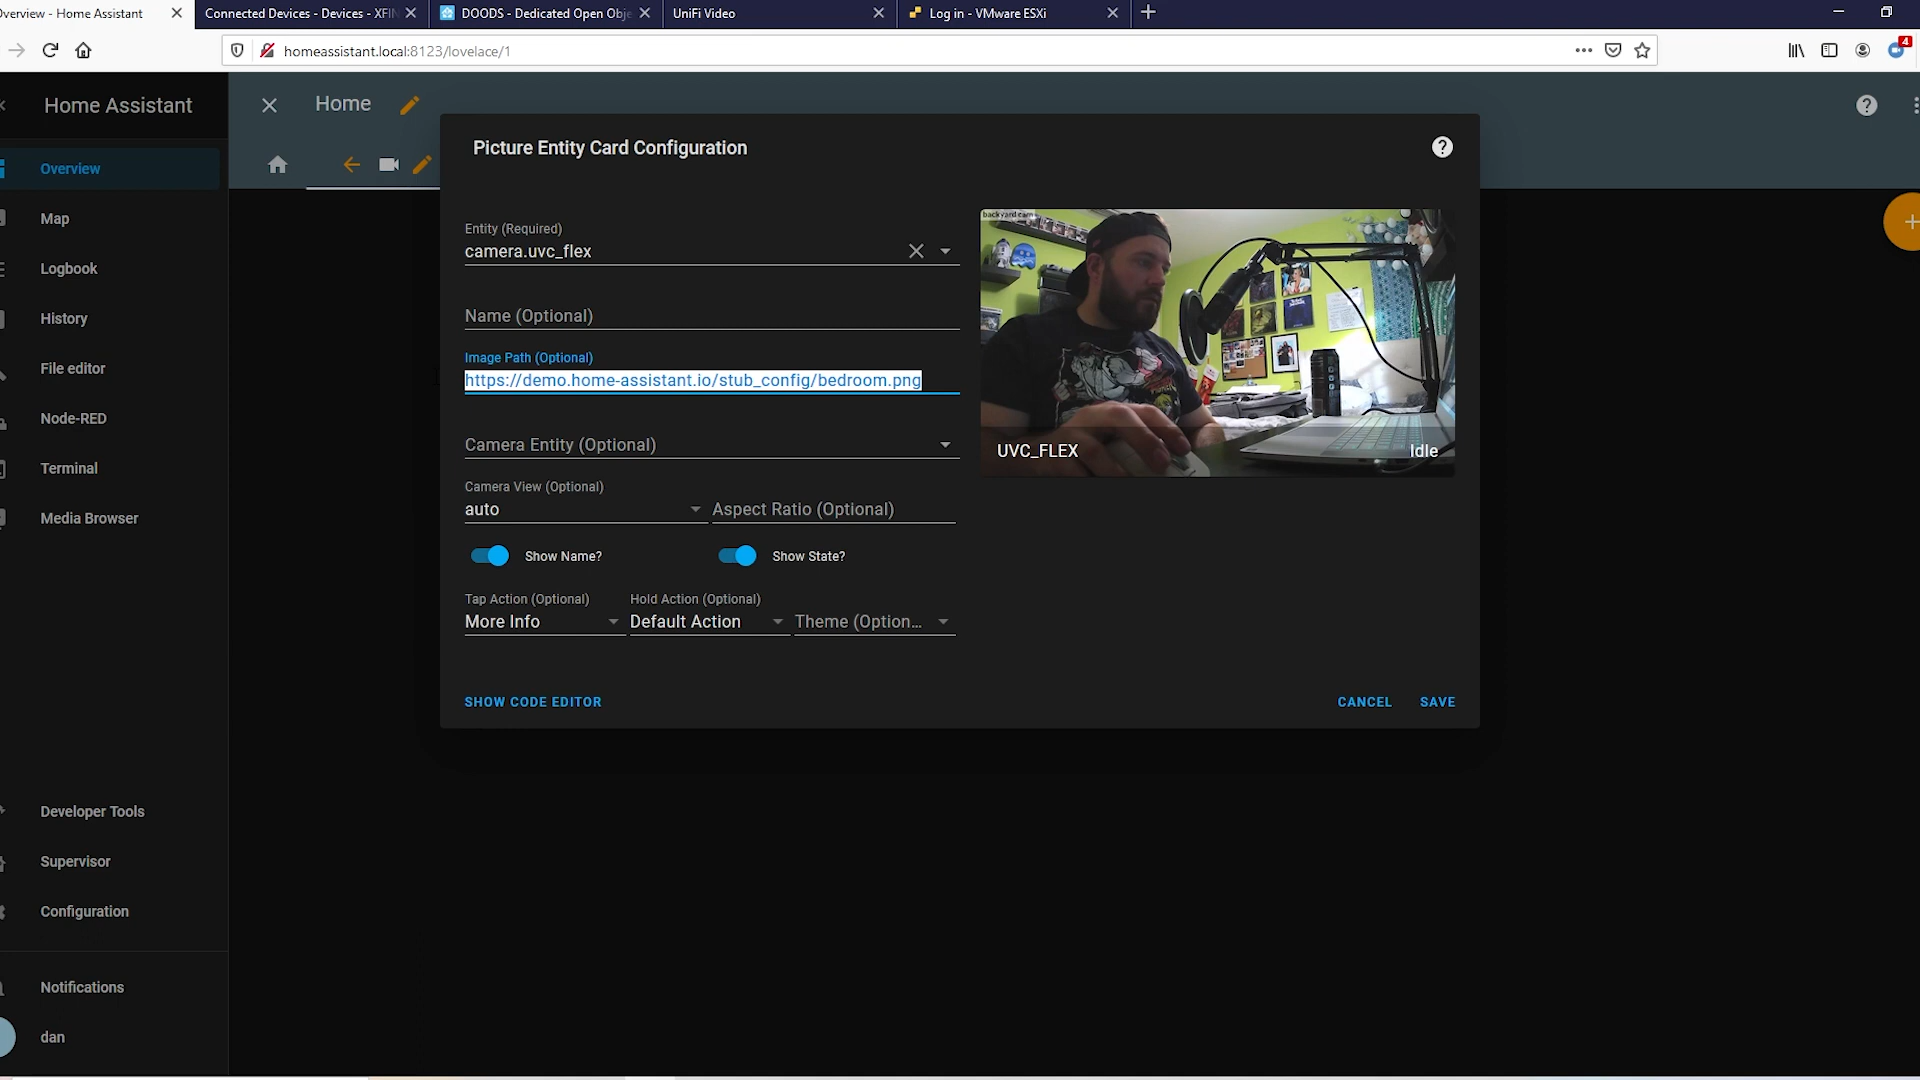 Overview - Home Assistant
Connected Devices - Devices - XFIN
DOODS - Dedicated Open Obje
UniFi Video
Log in - VMware ESXi
homeassistant.local:8123/lovelace/1
4
Home Assistant
Home
Overview
Map
Logbook
History
File editor
Node-RED
Terminal
Media Browser
Developer Tools
Supervisor
Configuration
Notifications
dan
Picture Entity Card Configuration
Entity (Required)
camera.uvc_flex
Name (Optional)
Image Path (Optional)
https://demo.home-assistant.io/stub_config/bedroom.png
Camera Entity (Optional)
Camera View (Optional)
auto
Aspect Ratio (Optional)
Show Name?
Show State?
Tap Action (Optional)
More Info
Hold Action (Optional)
Default Action
Theme (Option...
backyard cam
UVC_FLEX
Idle
SHOW CODE EDITOR
CANCEL
SAVE